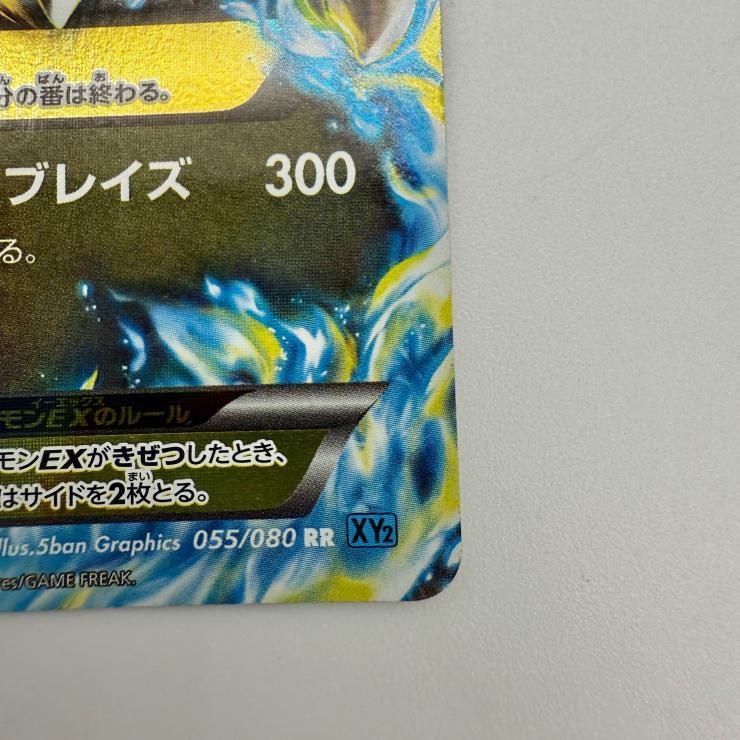 分の番は終わる。
ブレイズ 300
る。
モンEXのルール
モンEXがきぜつしたとき、
はサイドを2枚とる。
llus.5ban Graphics 055/080 RR XY2
es/GAME FREAK.